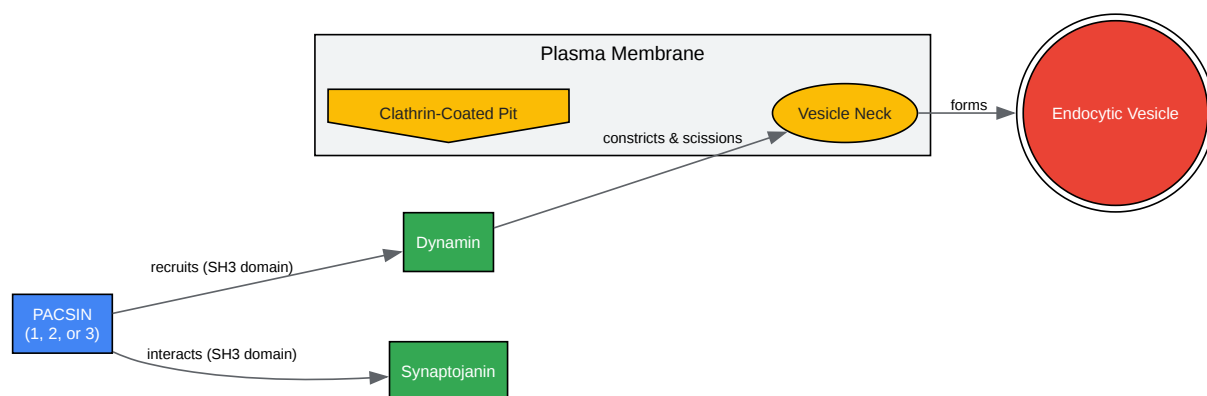 Plasma Membrane
Clathrin-Coated Pit
Vesicle Neck
forms
Endocytic Vesicle
constricts & scissions
Dynamin
recruits (SH3 domain)
PACSIN
(1, 2, or 3)
interacts (SH3 domain)
Synaptojanin